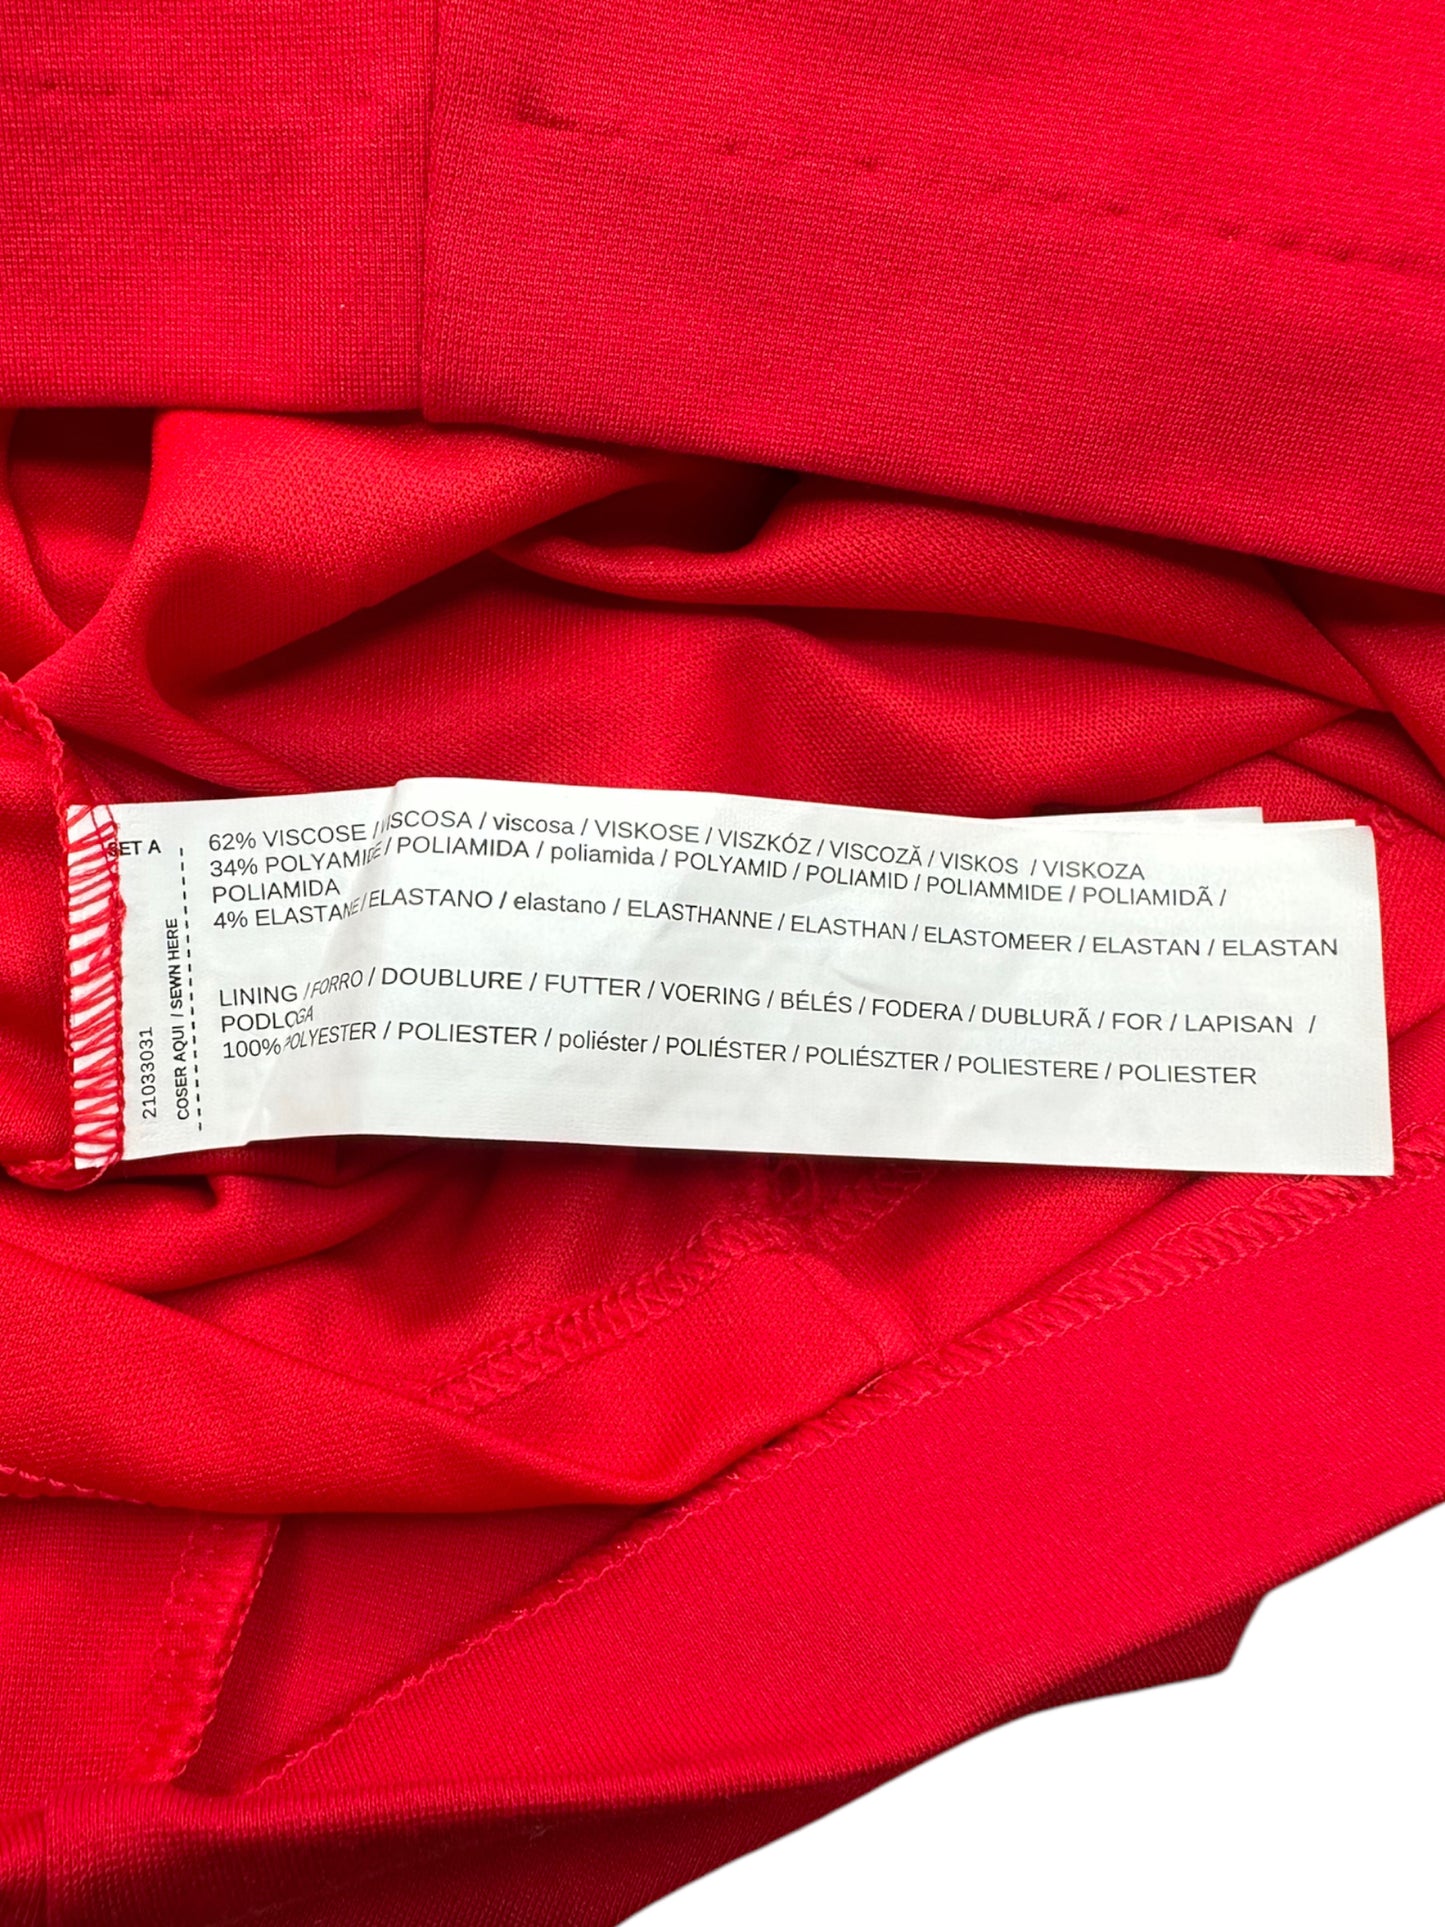 SET A
21033031
COSER AQUI / SEWN HERE
62% VISCOSE / VISCOSA / viscosa / VISKOSE / VISZKÓZ / VISCOZĂ / VISKOS / VISKOZA
34% POLYAMIDE / POLIAMIDA / poliamida / POLYAMID / POLIAMID / POLIAMMIDE / POLIAMIDÃ /
POLIAMIDA
4% ELASTANE / ELASTANO / elastano / ELASTHANNE / ELASTHAN / ELASTOMEER / ELASTAN / ELASTAN
LINING / FORRO / DOUBLURE / FUTTER / VOERING / BÉLÉS / FODERA / DUBLURÃ / FOR / LAPISAN /
PODLOGA
100% POLYESTER / POLIESTER / poliéster / POLIÉSTER / POLIÉSZTER / POLIESTERE / POLIESTER